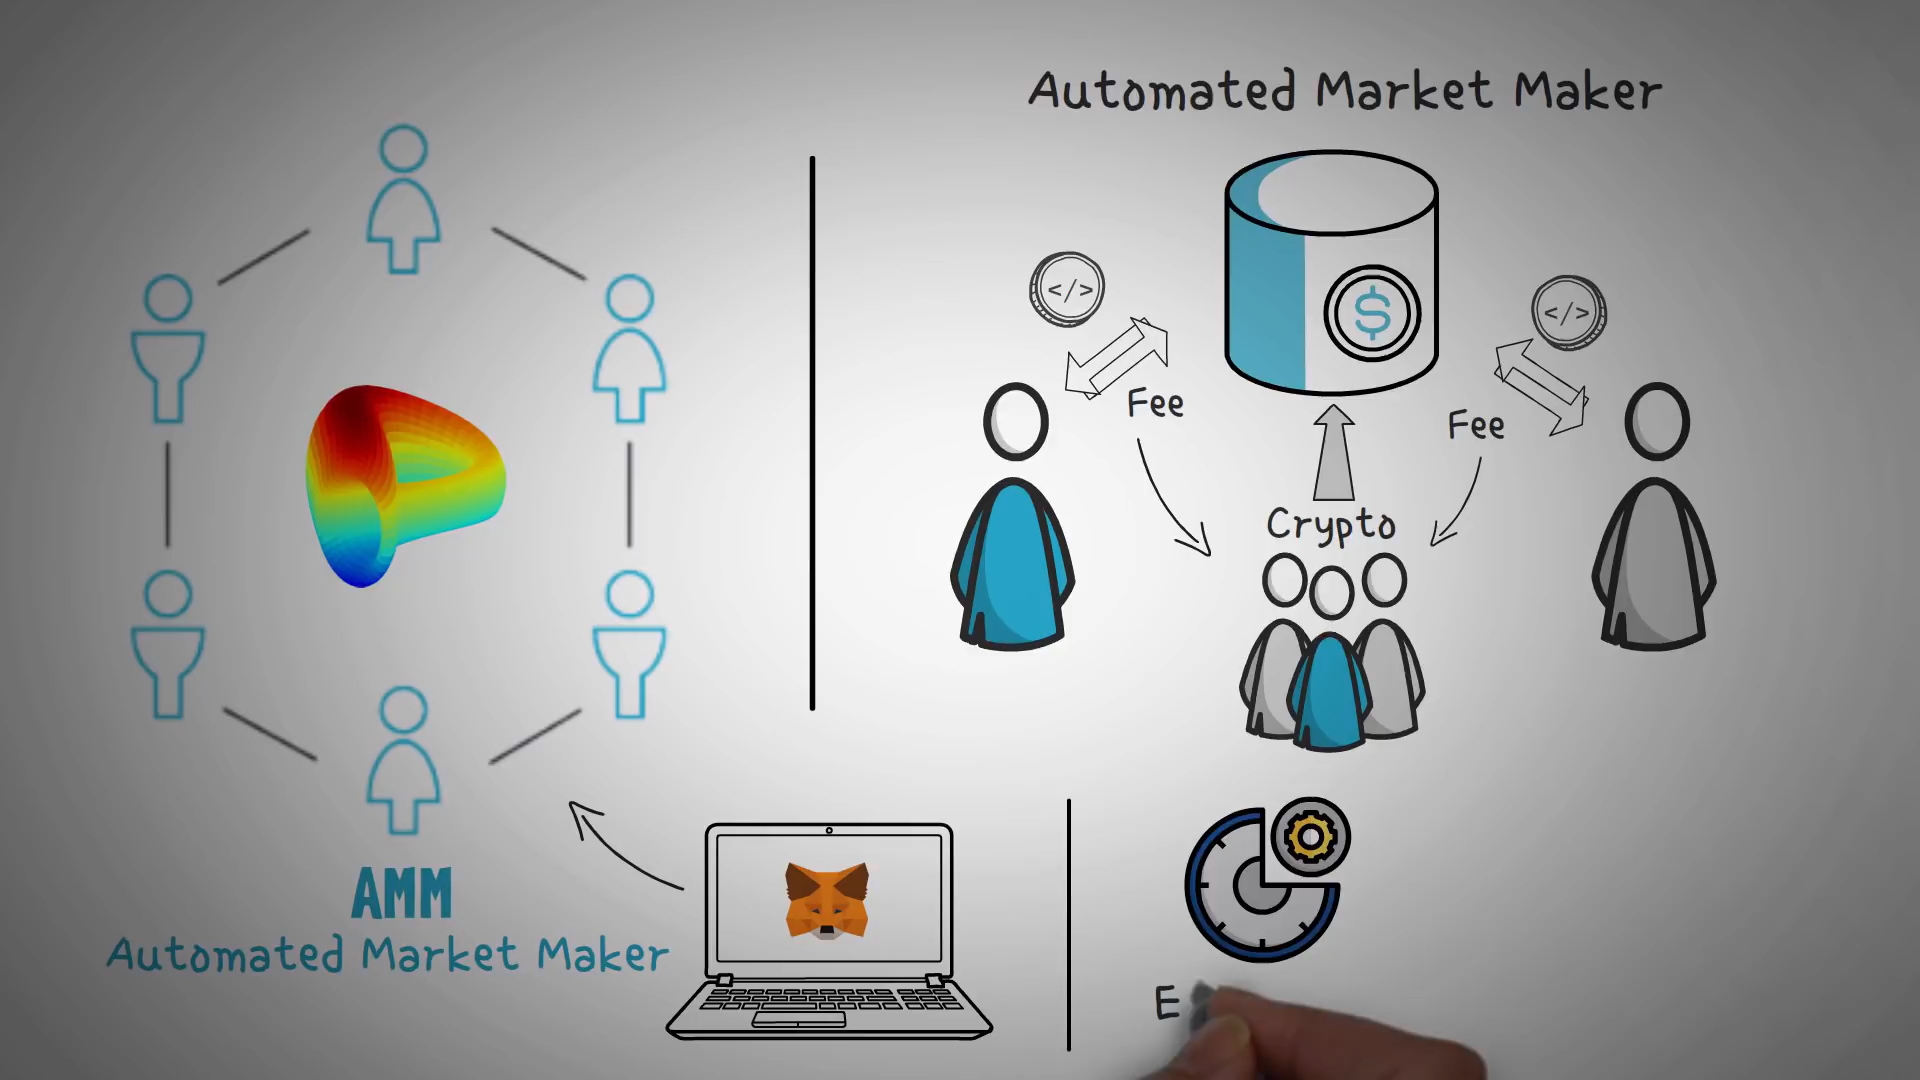 Automated Market Maker
</>
</>
$
Fee
Fee
Crypto
AMM
Automated Market Maker
E